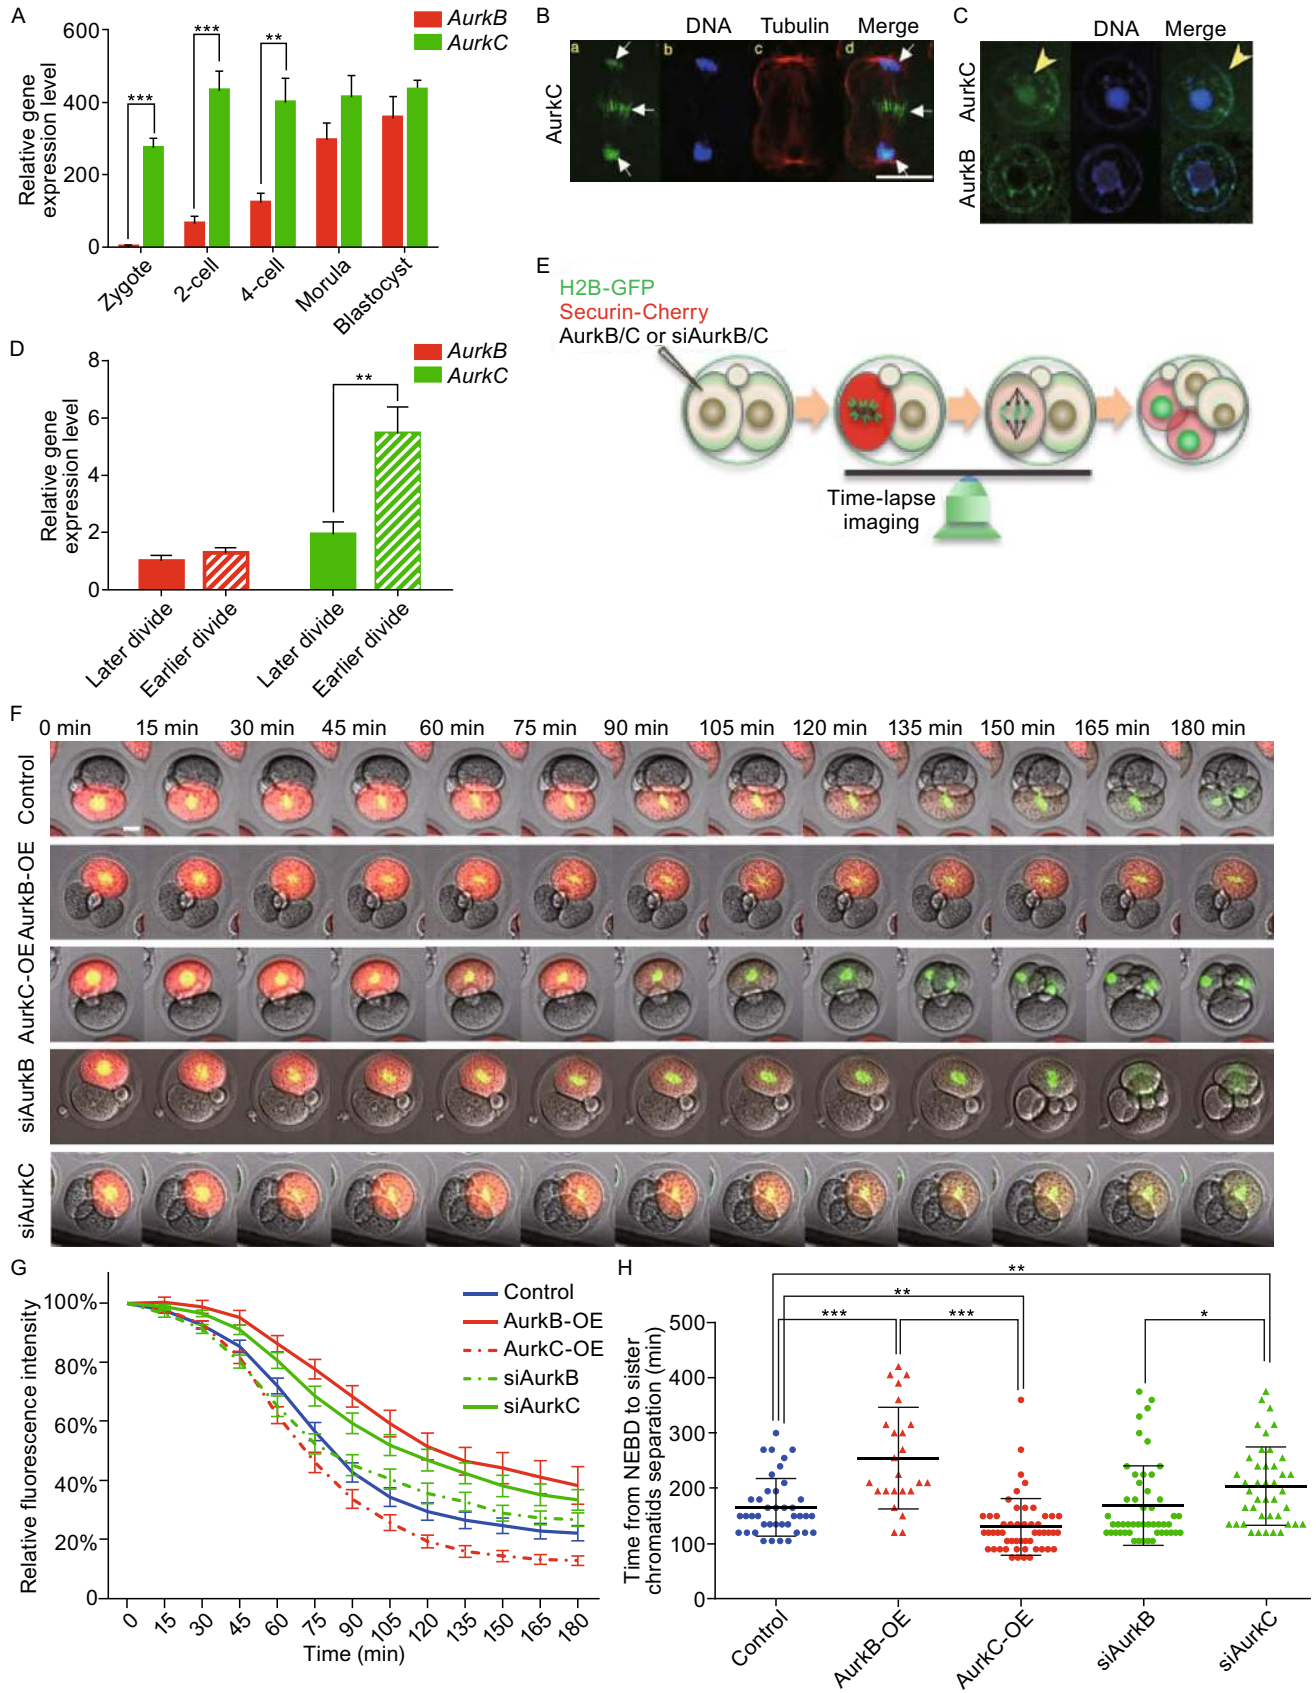 A
Relative gene
expression level
600
400
200
0
***
***
**
AurkB
AurkC
Zygote
2-cell
4-cell
Morula
Blastocyst
B
DNA
Tubulin
Merge
AurkC
a
b
c
d
C
DNA
Merge
AurkC
AurkB
D
Relative gene
expression level
8
6
4
2
0
**
AurkB
AurkC
Later divide
Earlier divide
Later divide
Earlier divide
E
H2B-GFP
Securin-Cherry
AurkB/C or siAurkB/C
Time-lapse
imaging
F
0 min
15 min
30 min
45 min
60 min
75 min
90 min
105 min
120 min
135 min
150 min
165 min
180 min
Control
AurkB-OE
AurkC-OE
siAurkB
siAurkC
G
Relative fluorescence intensity
100%
80%
60%
40%
20%
0
Control
AurkB-OE
AurkC-OE
siAurkB
siAurkC
0
15
30
45
60
75
90
105
120
135
150
165
180
Time (min)
H
Time from NEBD to sister
chromatids separation (min)
500
400
300
200
100
0
**
**
***
***
*
Control
AurkB-OE
AurkC-OE
siAurkB
siAurkC